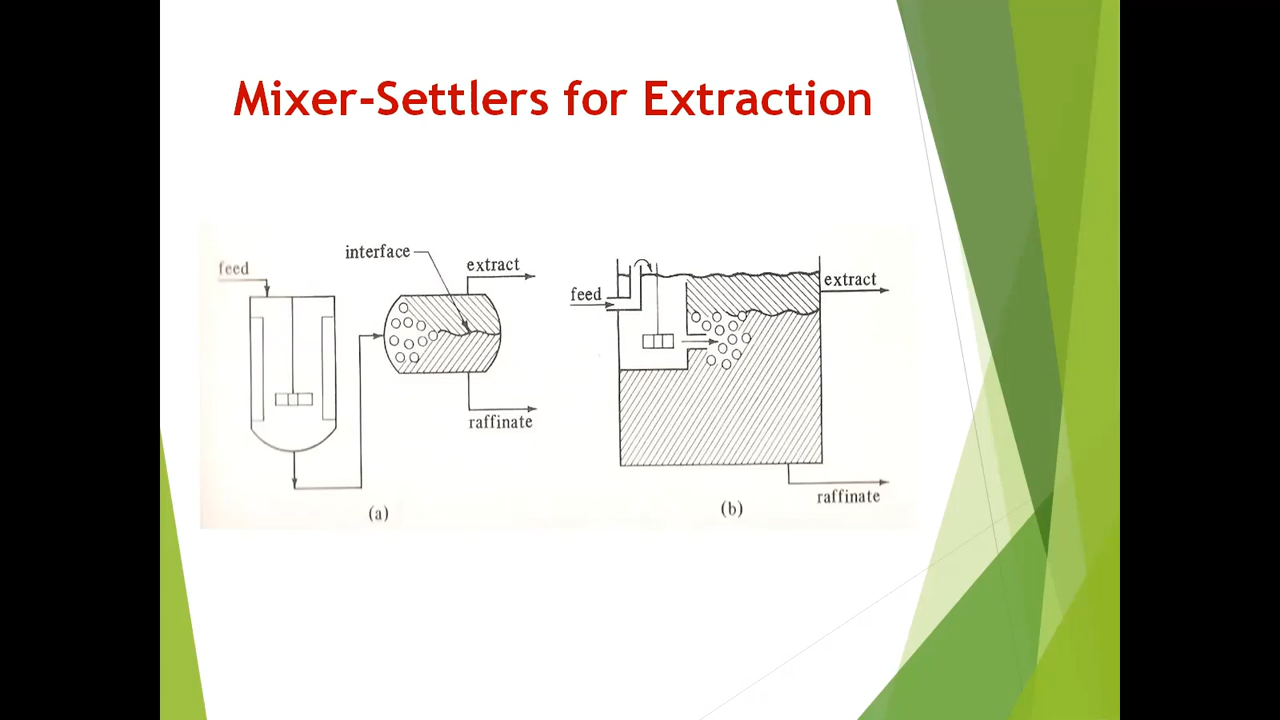 Mixer-Settlers for Extraction
feed
interface
extract
raffinate
(a)
feed
extract
raffinate
(b)